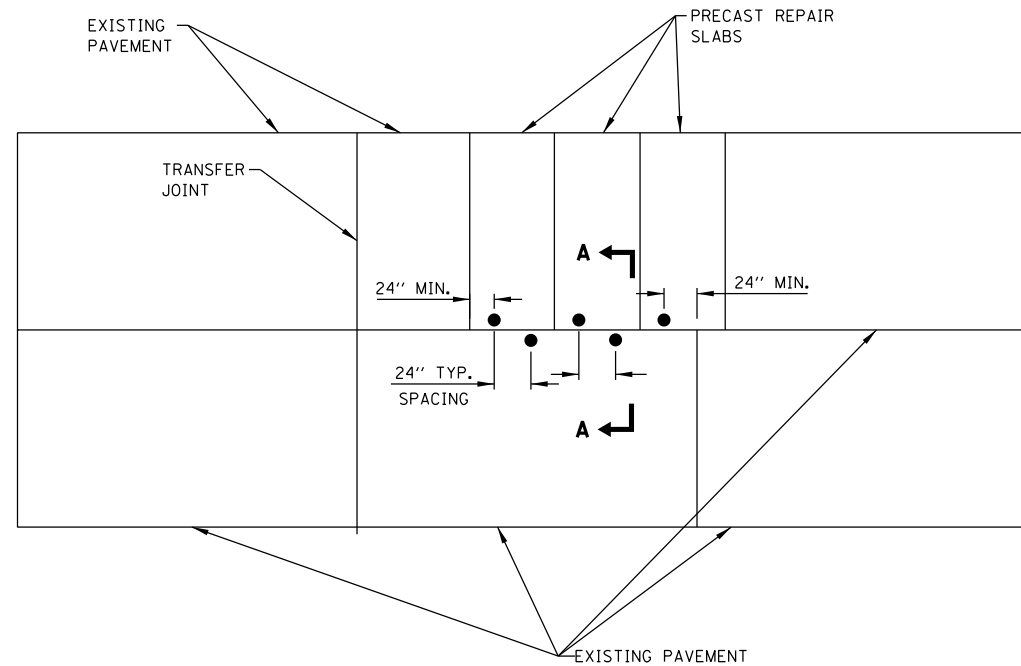 EXISTING
PAVEMENT
PRECAST REPAIR
SLABS
TRANSFER
JOINT
A
24'' MIN.
24'' MIN.
24'' TYP.
SPACING
A
EXISTING PAVEMENT